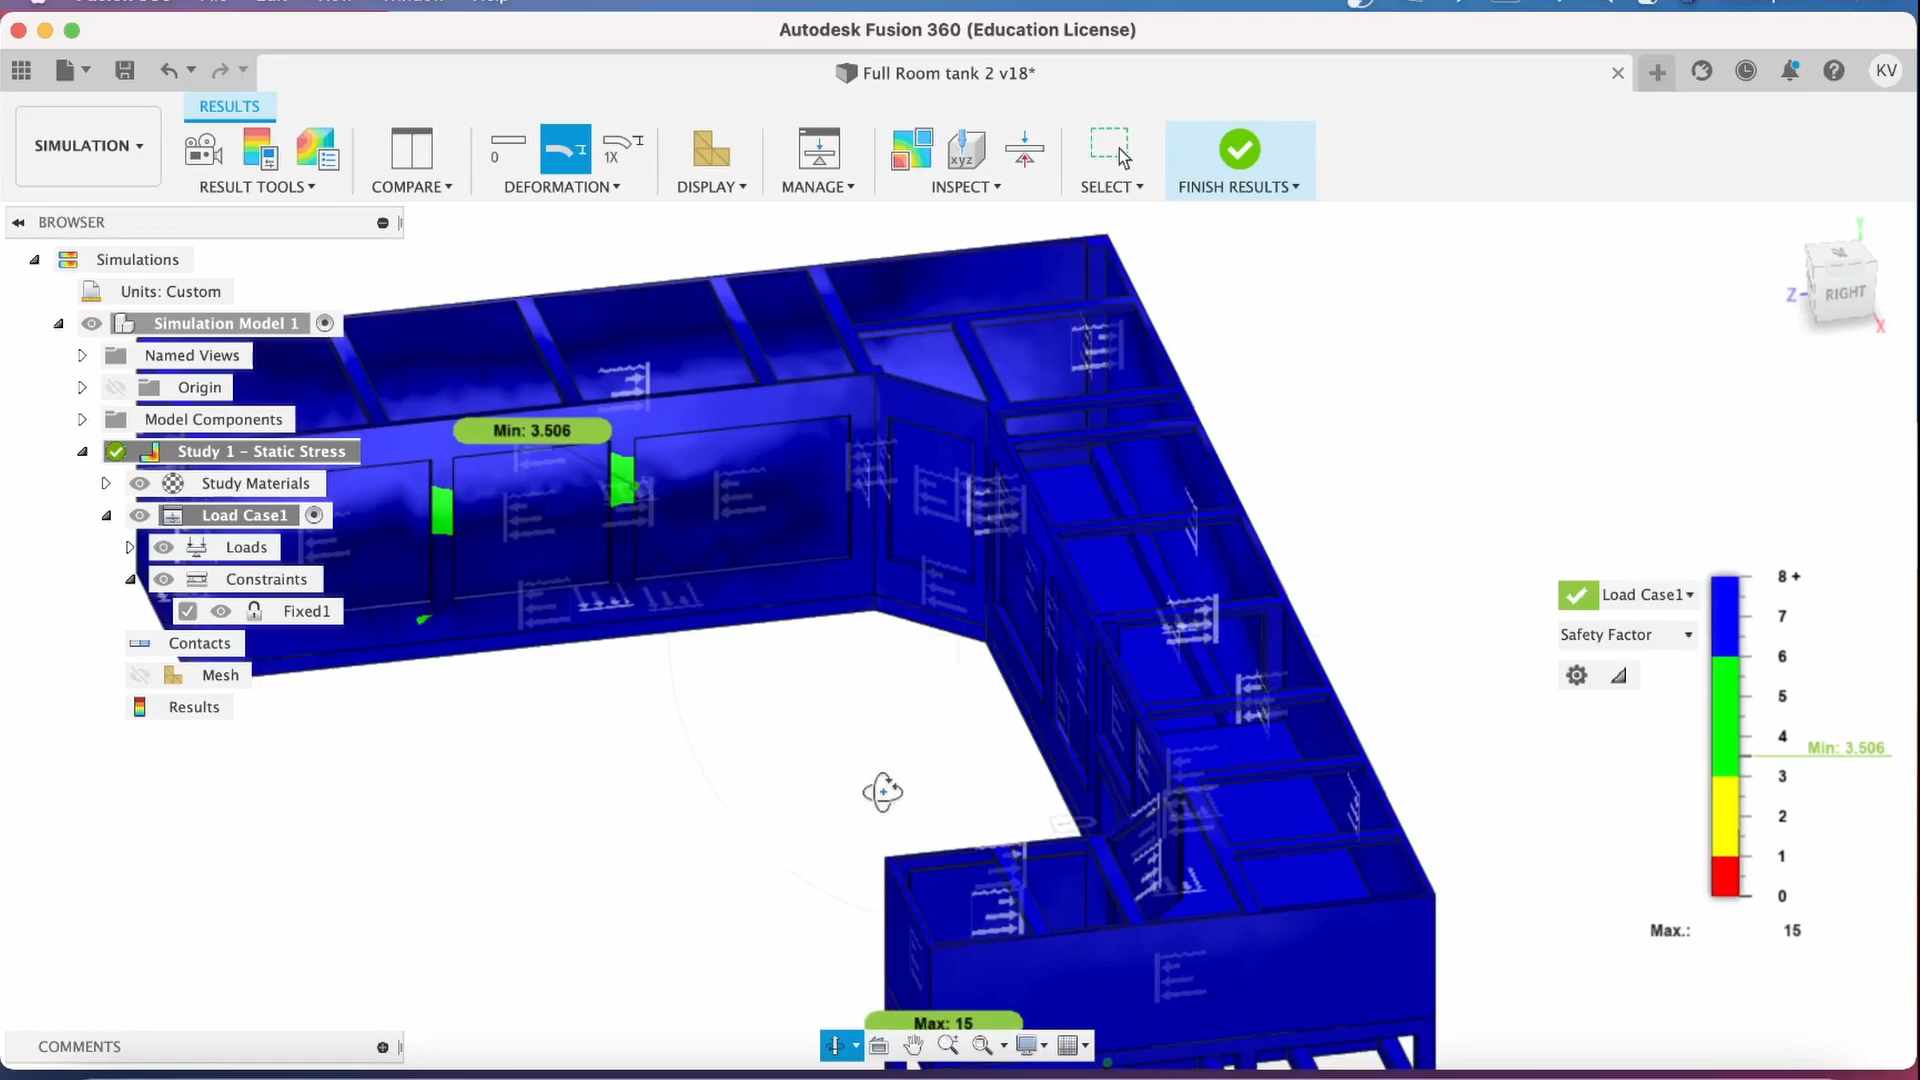 Autodesk Fusion 360 (Education License)
Full Room tank 2 v18*
KV
SIMULATION
RESULTS
0
1X
xyz
RESULT TOOLS
COMPARE
DEFORMATION
DISPLAY
MANAGE
INSPECT
SELECT
FINISH RESULTS
BROWSER
Simulations
Units: Custom
Simulation Model 1
Named Views
Origin
Model Components
Study 1 - Static Stress
Study Materials
Load Case1
Loads
Constraints
Fixed1
Contacts
Mesh
Results
Min: 3.506
Max: 15
Y
Z
RIGHT
X
Load Case1
Safety Factor
8 +
7
6
5
4
Min: 3.506
3
2
1
0
Max.: 15
COMMENTS